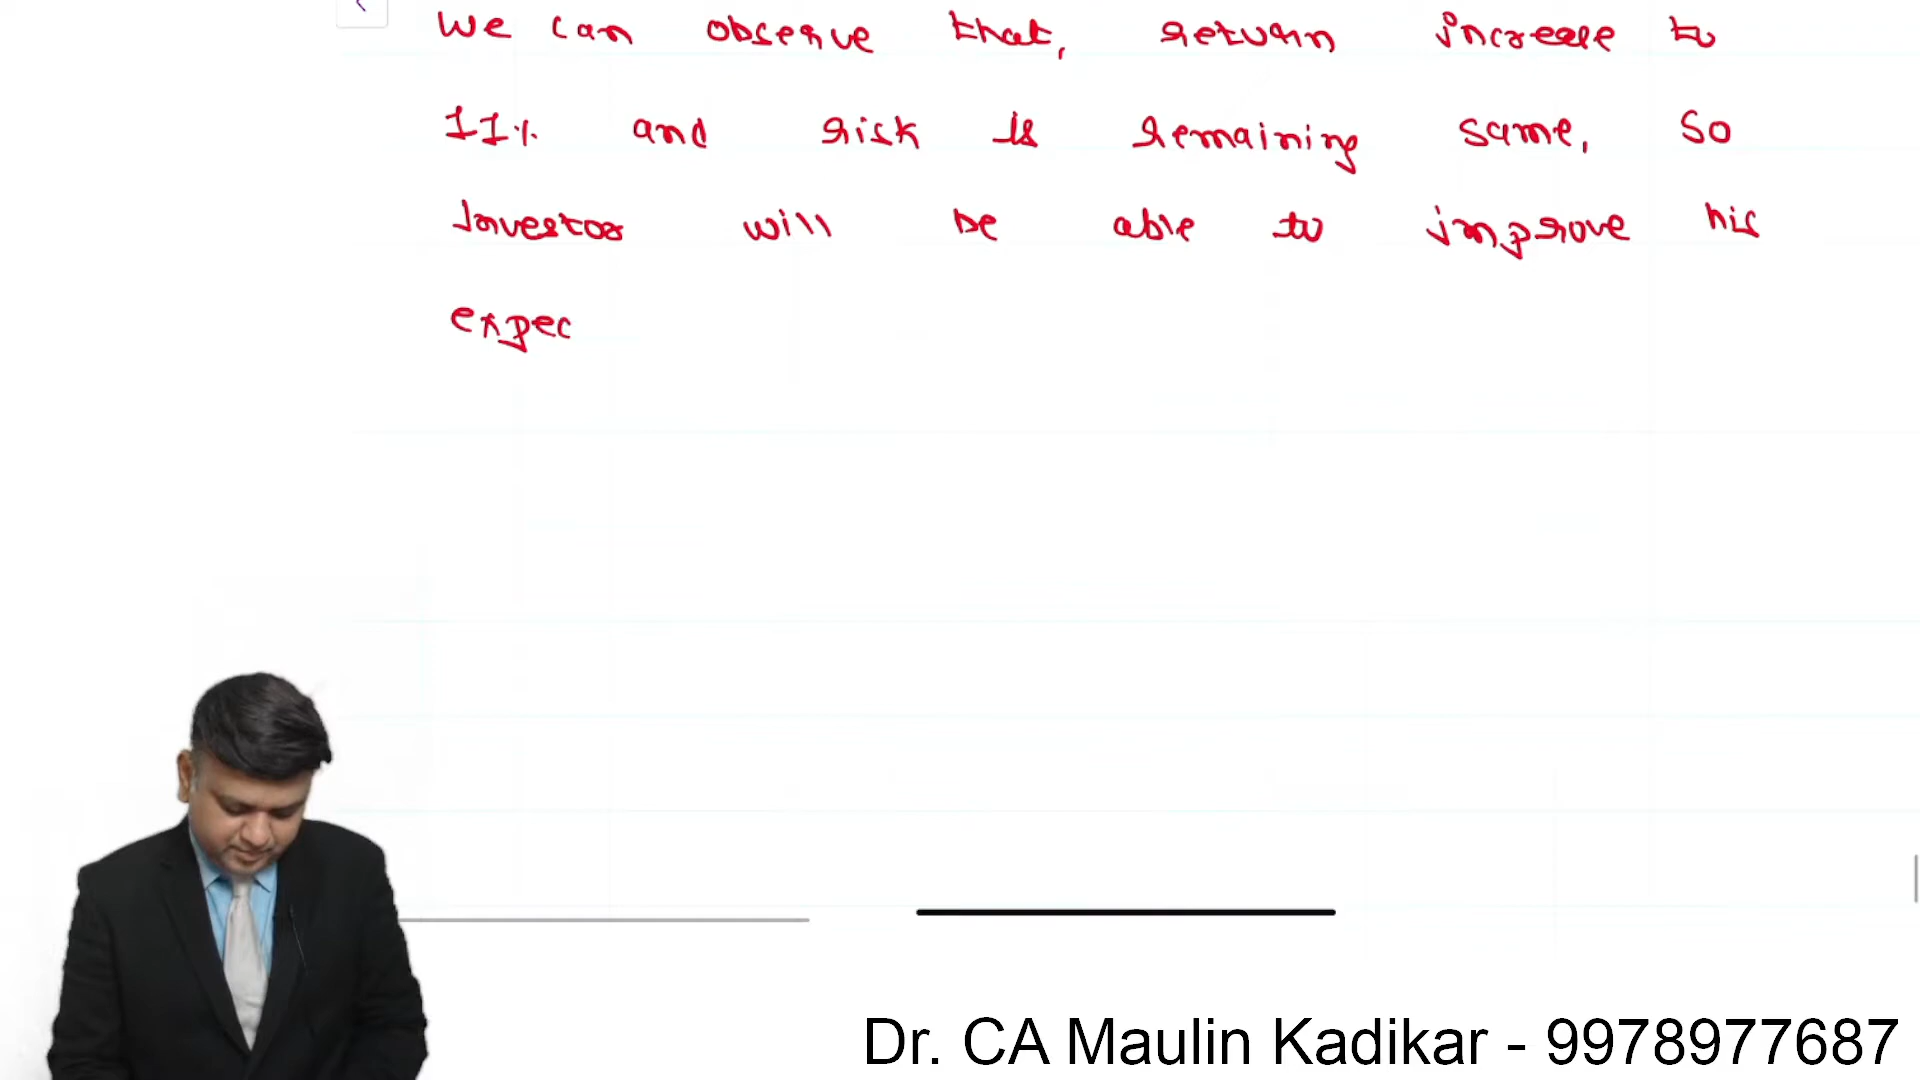 We can observe that, return increase to
11% and risk is remaining same, so
Investor will be able to improve his
expec
Dr. CA Maulin Kadikar - 9978977687